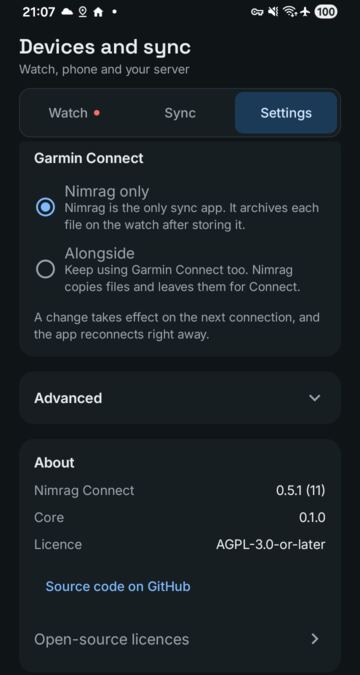 21:07
100
Devices and sync
Watch, phone and your server
Watch
Sync
Settings
Garmin Connect
Nimrag only
Nimrag is the only sync app. It archives each
file on the watch after storing it.
Alongside
Keep using Garmin Connect too. Nimrag
copies files and leaves them for Connect.
A change takes effect on the next connection, and
the app reconnects right away.
Advanced
About
Nimrag Connect 0.5.1 (11)
Core 0.1.0
Licence AGPL-3.0-or-later
Source code on GitHub
Open-source licences